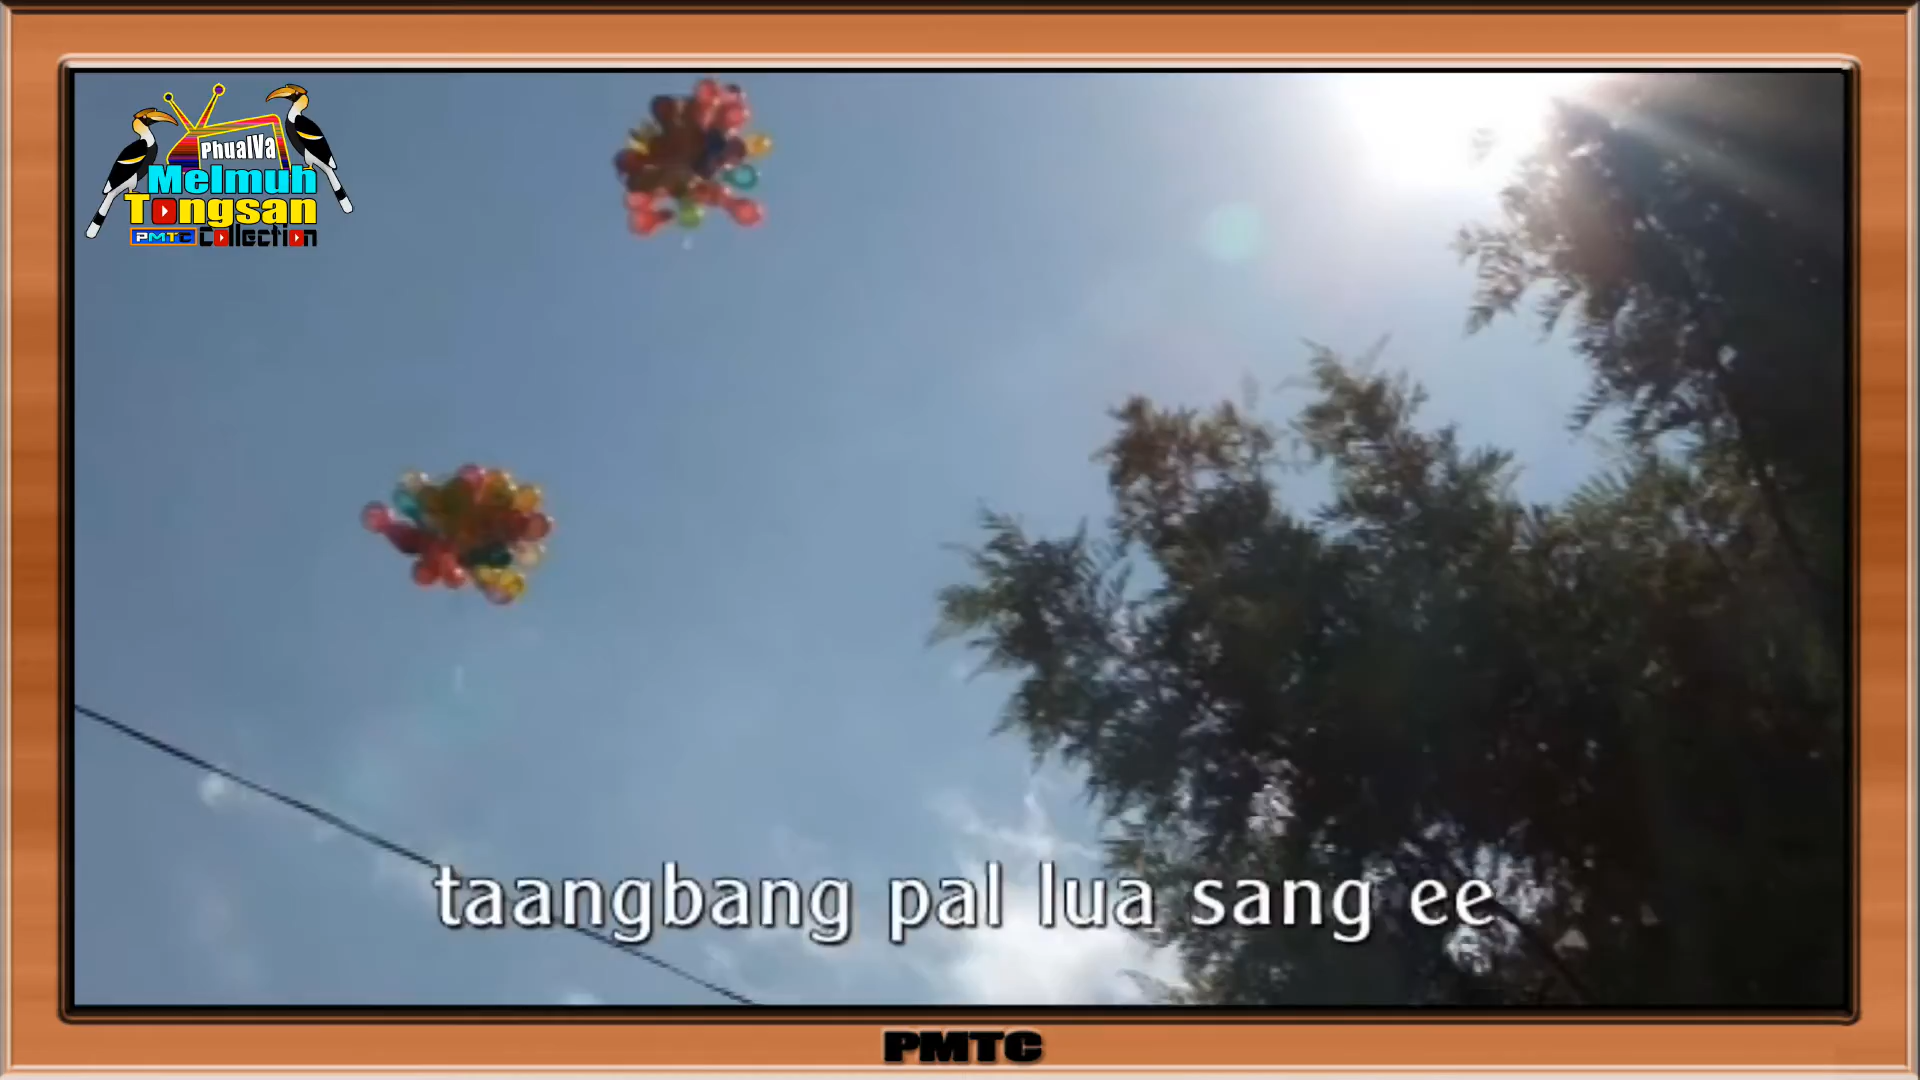 PhualVa
Melmuh
Tongsan
PMTC Collection
taangbang pal lua sang ee
PMTC